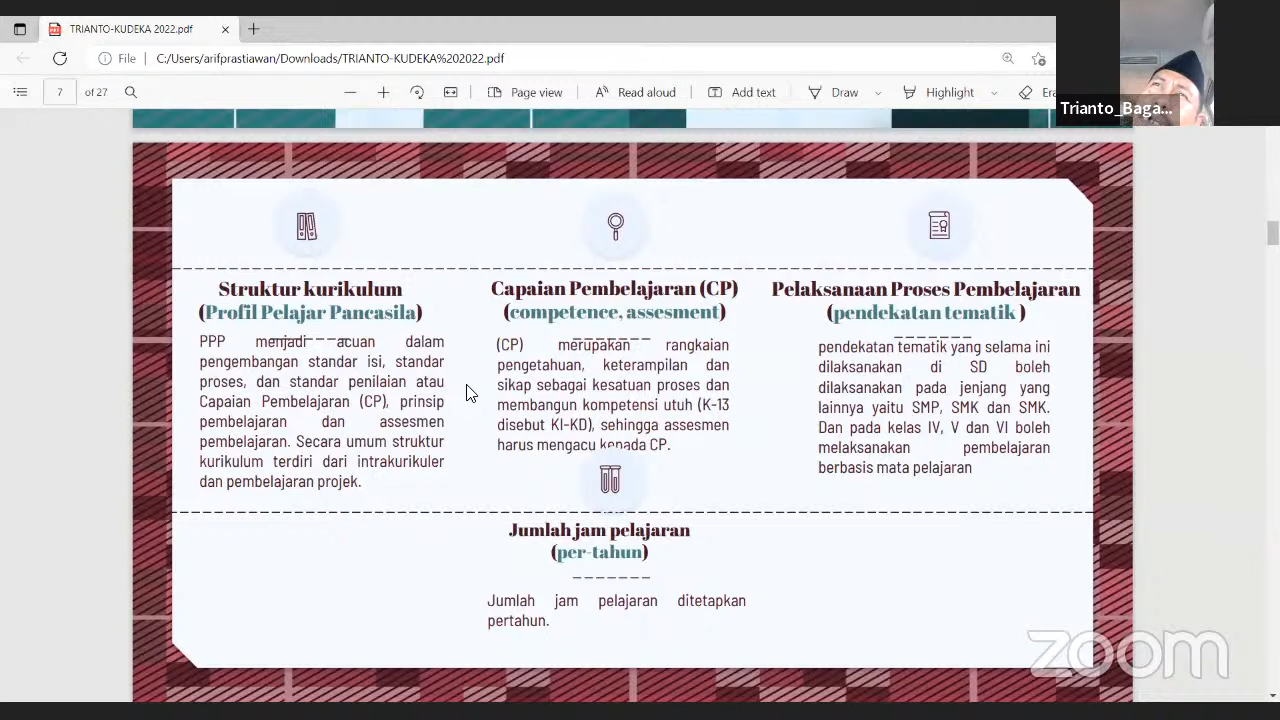 TRIANTO-KUDEKA 2022.pdf
File
C:/Users/arifprastiawan/Downloads/TRIANTO-KUDEKA%202022.pdf
7 of 27
Page view
Read aloud
Add text
Draw
Highlight
Trianto_Baga...
Struktur kurikulum
(Profil Pelajar Pancasila)
PPP menjadi acuan dalam
pengembangan standar isi, standar
proses, dan standar penilaian atau
Capaian Pembelajaran (CP), prinsip
pembelajaran dan assesmen
pembelajaran. Secara umum struktur
kurikulum terdiri dari intrakurikuler
dan pembelajaran projek.
Capaian Pembelajaran (CP)
(competence, assesment)
(CP) merupakan rangkaian
pengetahuan, keterampilan dan
sikap sebagai kesatuan proses dan
membangun kompetensi utuh (K-13
disebut KI-KD), sehingga assesmen
harus mengacu kepada CP.
Pelaksanaan Proses Pembelajaran
(pendekatan tematik )
pendekatan tematik yang selama ini
dilaksanakan di SD boleh
dilaksanakan pada jenjang yang
lainnya yaitu SMP, SMK dan SMK.
Dan pada kelas IV, V dan VI boleh
melaksanakan pembelajaran
berbasis mata pelajaran
Jumlah jam pelajaran
(per-tahun)
Jumlah jam pelajaran ditetapkan
pertahun.
zoom